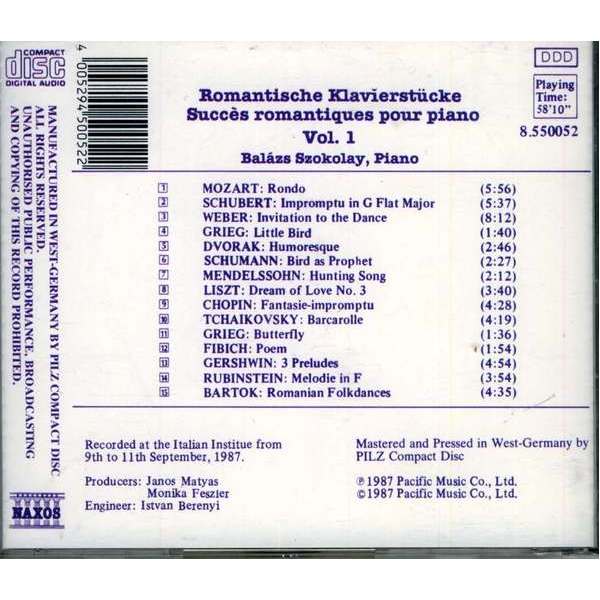 COMPACT
disc
DIGITAL AUDIO
4 005294 500522
DDD
Playing
Time:
58'10"
8.550052
Romantische Klavierstücke
Succès romantiques pour piano
Vol. 1
Balázs Szokolay, Piano
1 MOZART: Rondo (5:56)
2 SCHUBERT: Impromptu in G Flat Major (5:37)
3 WEBER: Invitation to the Dance (8:12)
4 GRIEG: Little Bird (1:40)
5 DVORAK: Humoresque (2:46)
6 SCHUMANN: Bird as Prophet (2:27)
7 MENDELSSOHN: Hunting Song (2:12)
8 LISZT: Dream of Love No. 3 (3:40)
9 CHOPIN: Fantasie-impromptu (4:28)
10 TCHAIKOVSKY: Barcarolle (4:19)
11 GRIEG: Butterfly (1:36)
12 FIBICH: Poem (1:54)
13 GERSHWIN: 3 Preludes (4:54)
14 RUBINSTEIN: Melodie in F (3:54)
15 BARTOK: Romanian Folkdances (4:35)
Recorded at the Italian Institue from
9th to 11th September, 1987.
Producers: Janos Matyas
Monika Feszier
Engineer: Istvan Berenyi
Mastered and Pressed in West-Germany by
PILZ Compact Disc
℗ 1987 Pacific Music Co., Ltd.
© 1987 Pacific Music Co., Ltd.
MANUFACTURED IN WEST-GERMANY BY PILZ COMPACT DISC
ALL RIGHTS RESERVED.
UNAUTHORISED PUBLIC PERFORMANCE, BROADCASTING
AND COPYING OF THIS RECORD PROHIBITED.
NAXOS